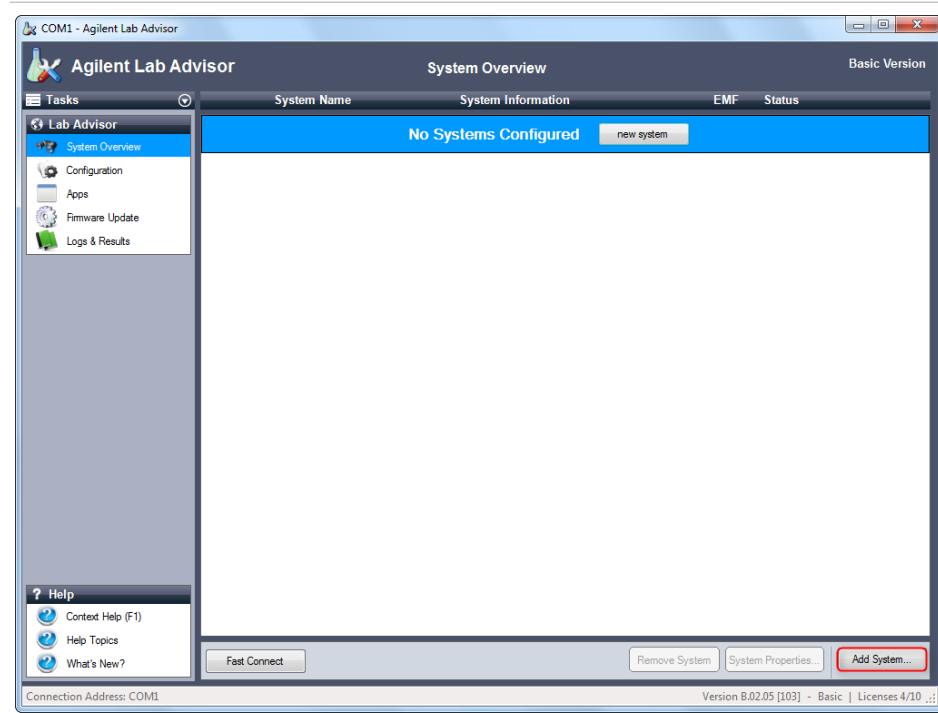 COM1 - Agilent Lab Advisor
Agilent Lab Advisor
System Overview
Basic Version
Tasks
System Name
System Information
EMF
Status
Lab Advisor
System Overview
Configuration
Apps
Firmware Update
Logs & Results
No Systems Configured
new system
? Help
Context Help (F1)
Help Topics
What's New?
Fast Connect
Remove System
System Properties...
Add System...
Connection Address: COM1
Version B.02.05 [103] - Basic | Licenses 4/10